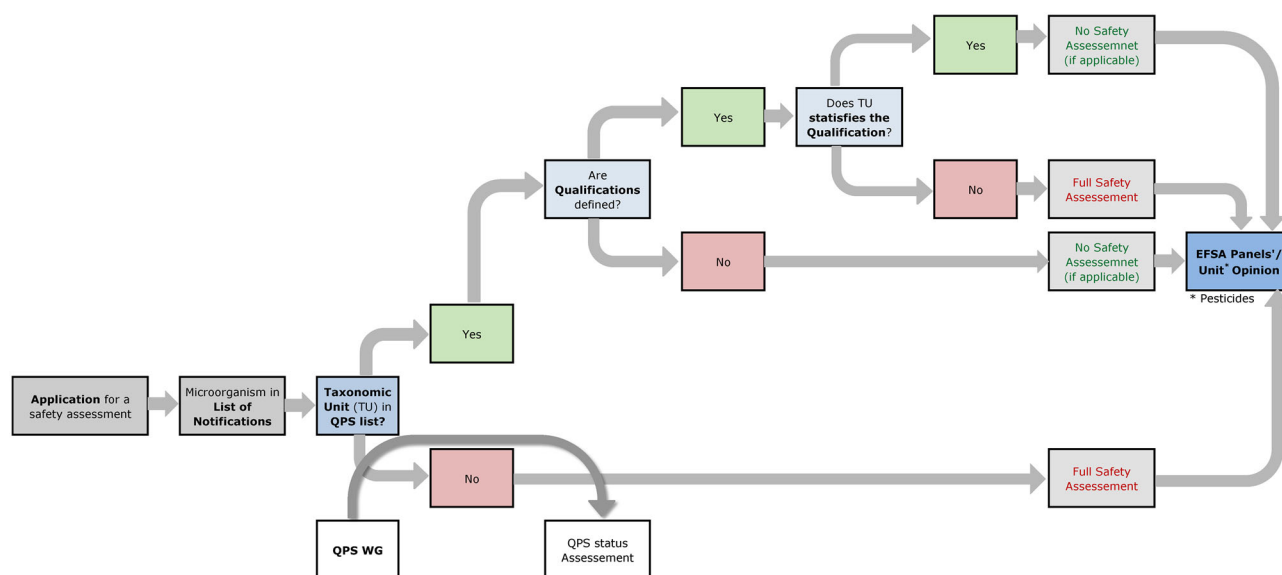 Application for a
safety assessment
Microorganism in
List of
Notifications
Taxonomic
Unit (TU) in
QPS list?
Yes
No
QPS WG
QPS status
Assessement
Are
Qualifications
defined?
Yes
No
Does TU
statisfies the
Qualification?
Yes
No
No Safety
Assessemnet
(if applicable)
Full Safety
Assessement
No Safety
Assessemnet
(if applicable)
Full Safety
Assessement
EFSA Panels'/
Unit* Opinion
* Pesticides